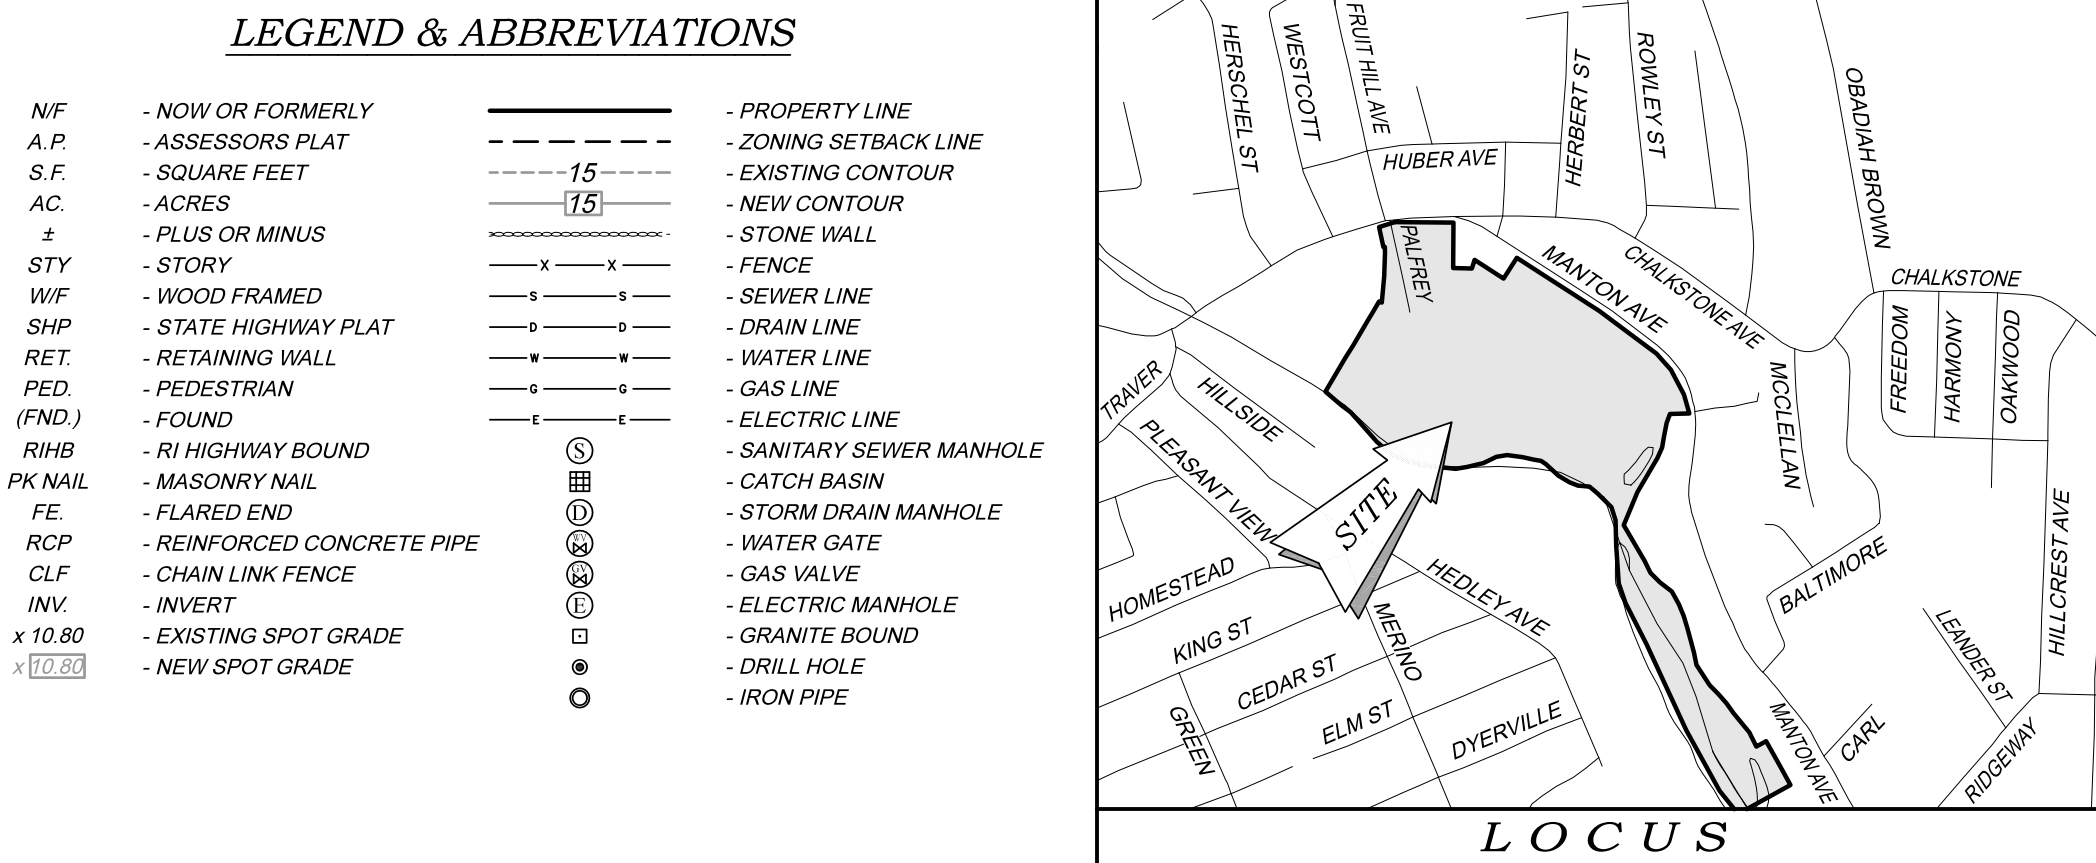 LEGEND & ABBREVIATIONS
N/F - NOW OR FORMERLY
A.P. - ASSESSORS PLAT
S.F. - SQUARE FEET
AC. - ACRES
± - PLUS OR MINUS
STY - STORY
W/F - WOOD FRAMED
SHP - STATE HIGHWAY PLAT
RET. - RETAINING WALL
PED. - PEDESTRIAN
(FND.) - FOUND
RIHB - RI HIGHWAY BOUND
PK NAIL - MASONRY NAIL
FE. - FLARED END
RCP - REINFORCED CONCRETE PIPE
CLF - CHAIN LINK FENCE
INV. - INVERT
x 10.80 - EXISTING SPOT GRADE
x 10.80 - NEW SPOT GRADE
- PROPERTY LINE
- ZONING SETBACK LINE
15 - EXISTING CONTOUR
15 - NEW CONTOUR
- STONE WALL
X X - FENCE
S S - SEWER LINE
D D - DRAIN LINE
W W - WATER LINE
G G - GAS LINE
E E - ELECTRIC LINE
S - SANITARY SEWER MANHOLE
- CATCH BASIN
D - STORM DRAIN MANHOLE
WV - WATER GATE
GV - GAS VALVE
E - ELECTRIC MANHOLE
- GRANITE BOUND
- DRILL HOLE
- IRON PIPE
HERSCHEL ST
WESTCOTT
FRUIT HILL AVE
HUBER AVE
HERBERT ST
ROWLEY ST
OBADIAH BROWN
PALFREY
MANTON AVE
CHALKSTONE AVE
CHALKSTONE
FREEDOM
HARMONY
OAKWOOD
MCCLELLAN
TRAVER
HILLSIDE
PLEASANT VIEW
SITE
HOMESTEAD
KING ST
CEDAR ST
ELM ST
DYERVILLE
GREEN
MERINO
HEDLEY AVE
BALTIMORE
HILLCREST AVE
LEANDER ST
MANTON AVE
CARL
RIDGEWAY
LOCUS